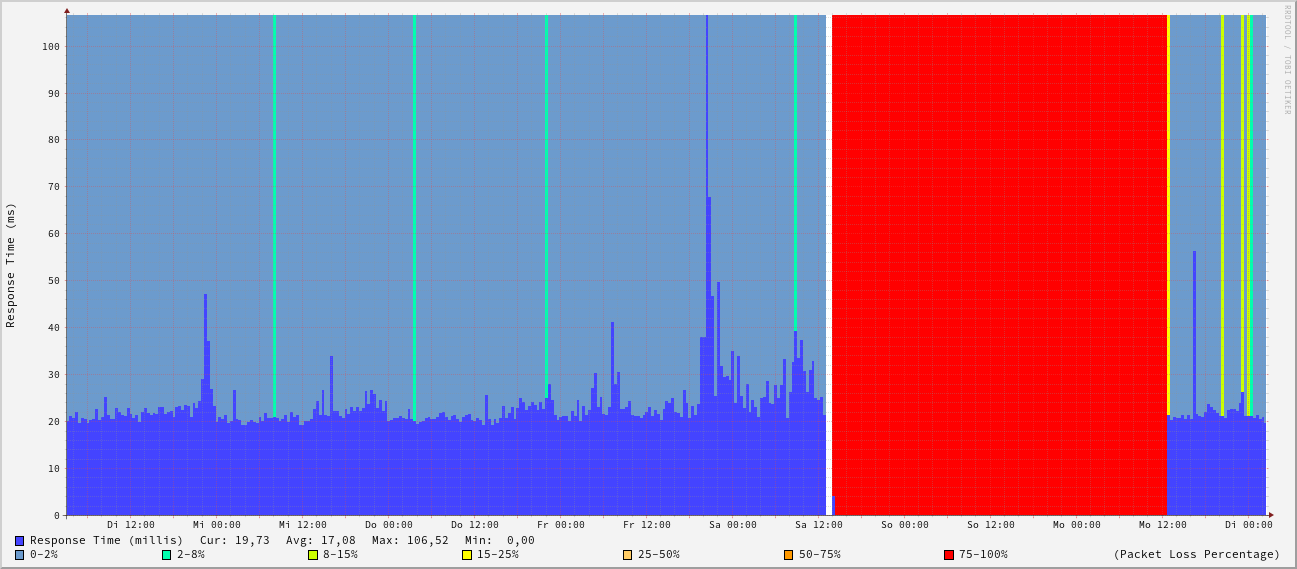 RRDTOOL / TOBI OETIKER
Response Time (ms)
100
90
80
70
60
50
40
30
20
10
0
Di 12:00 Mi 00:00 Mi 12:00 Do 00:00 Do 12:00 Fr 00:00 Fr 12:00 Sa 00:00 Sa 12:00 So 00:00 So 12:00 Mo 00:00 Mo 12:00 Di 00:00
Response Time (millis) Cur: 19,73 Avg: 17,08 Max: 106,52 Min: 0,00
0-2% 2-8% 8-15% 15-25% 25-50% 50-75% 75-100% (Packet Loss Percentage)